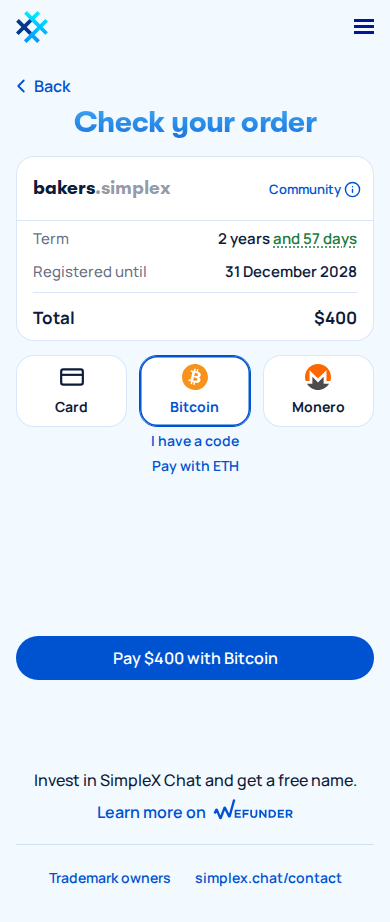 Back
Check your order
bakers.simplex Community
Term 2 years and 57 days
Registered until 31 December 2028
Total $400
Card Bitcoin Monero
I have a code
Pay with ETH
Pay $400 with Bitcoin
Invest in SimpleX Chat and get a free name.
Learn more on WEFUNDER
Trademark owners simplex.chat/contact